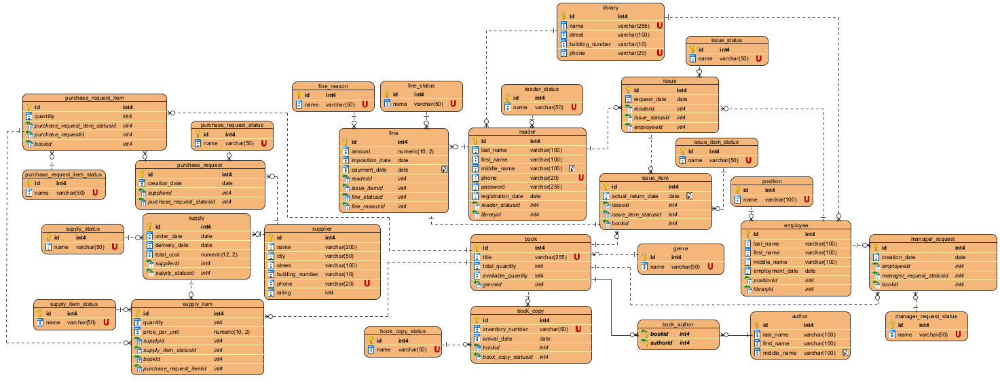 library
id int4
name varchar(255) U
street varchar(100)
building_number varchar(10)
phone varchar(20) U
issue_status
id int4
name varchar(50) U
issue
id int4
request_date date
readerid int4
issue_statusid int4
employeeid int4
purchase_request_item
id int4
quantity int4
purchase_request_item_statusid int4
purchase_requestid int4
bookid int4
purchase_request_status
id int4
name varchar(50) U
fine_reason
id int4
name varchar(50) U
fine_status
id int4
name varchar(50) U
reader_status
id int4
name varchar(50) U
fine
id int4
amount numeric(10, 2)
imposition_date date
payment_date date N
readerid int4
issue_itemid int4
fine_statusid int4
fine_reasonid int4
reader
id int4
last_name varchar(100)
first_name varchar(100)
middle_name varchar(100) N
phone varchar(20) U
password varchar(255)
registration_date date
reader_statusid int4
libraryid int4
issue_item_status
id int4
name varchar(50) U
purchase_request_item_status
id int4
name varchar(50) U
purchase_request
id int4
creation_date date
supplierid int4
purchase_request_statusid int4
issue_item
id int4
actual_return_date date N
issueid int4
issue_item_statusid int4
bookid int4
position
id int4
name varchar(100) U
supply_status
id int4
name varchar(50) U
supply
id int4
order_date date
delivery_date date
total_cost numeric(12, 2)
supplierid int4
supply_statusid int4
supplier
id int4
name varchar(200)
city varchar(50)
street varchar(100)
building_number varchar(10)
phone varchar(20) U
rating int4
book
id int4
title varchar(255) U
total_quantity int4
available_quantity int4
genreid int4
genre
id int4
name varchar(50) U
employee
id int4
last_name varchar(100)
first_name varchar(100)
middle_name varchar(100)
employment_date date
positionid int4
libraryid int4
manager_request
id int4
creation_date date
employeeid int4
manager_request_statusid int4
bookid int4
supply_item_status
id int4
name varchar(50) U
supply_item
id int4
quantity int4
price_per_unit numeric(10, 2)
supplyid int4
supply_item_statusid int4
bookid int4
purchase_request_itemid int4
book_copy_status
id int4
name varchar(50) U
book_copy
id int4
inventory_number varchar(50) U
arrival_date date
bookid int4
book_copy_statusid int4
book_author
bookid int4
authorid int4
author
id int4
last_name varchar(100)
first_name varchar(100)
middle_name varchar(100) N
manager_request_status
id int4
name varchar(50) U